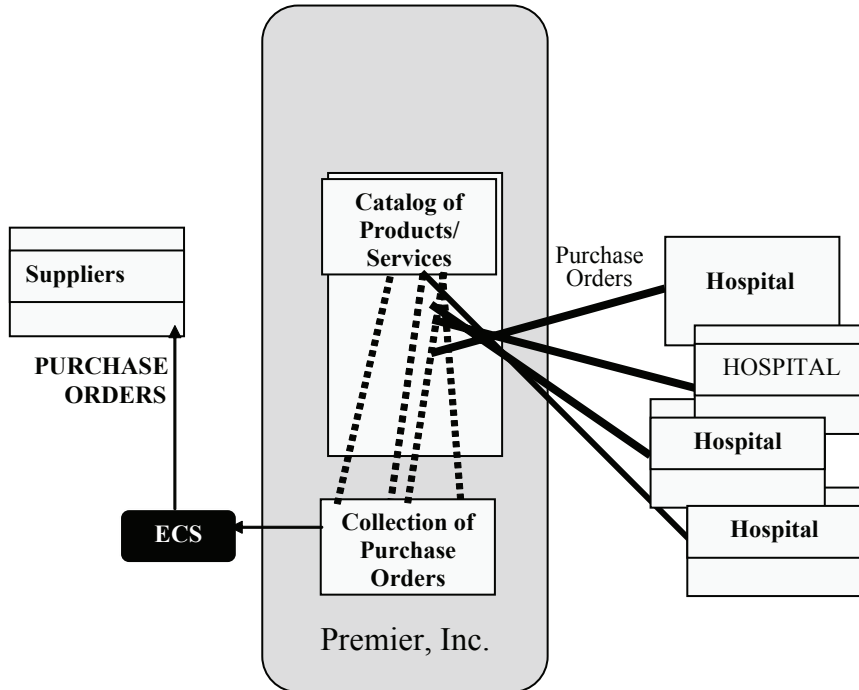 Catalog of
Products/
Services
Suppliers
PURCHASE
ORDERS
ECS
Collection of
Purchase
Orders
Premier, Inc.
Purchase
Orders
Hospital
HOSPITAL
Hospital
Hospital